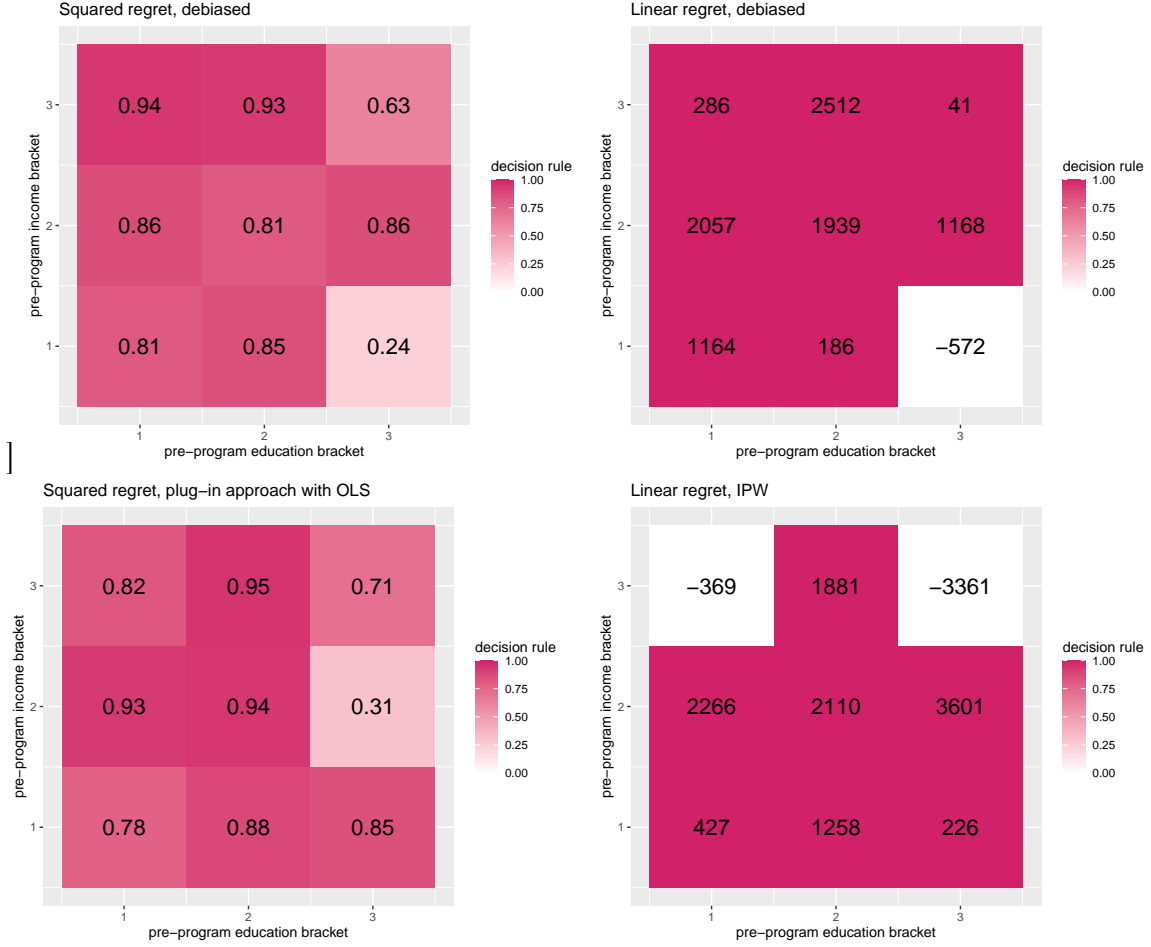 Squared regret, debiased
3
2
1
0.94 0.93 0.63
0.86 0.81 0.86
0.81 0.85 0.24
1 2 3
pre−program education bracket
pre−program income bracket
decision rule
1.00
0.75
0.50
0.25
0.00
Linear regret, debiased
3
2
1
286 2512 41
2057 1939 1168
1164 186 −572
1 2 3
pre−program education bracket
pre−program income bracket
decision rule
1.00
0.75
0.50
0.25
0.00
]
Squared regret, plug−in approach with OLS
3
2
1
0.82 0.95 0.71
0.93 0.94 0.31
0.78 0.88 0.85
1 2 3
pre−program education bracket
pre−program income bracket
decision rule
1.00
0.75
0.50
0.25
0.00
Linear regret, IPW
3
2
1
−369 1881 −3361
2266 2110 3601
427 1258 226
1 2 3
pre−program education bracket
pre−program income bracket
decision rule
1.00
0.75
0.50
0.25
0.00